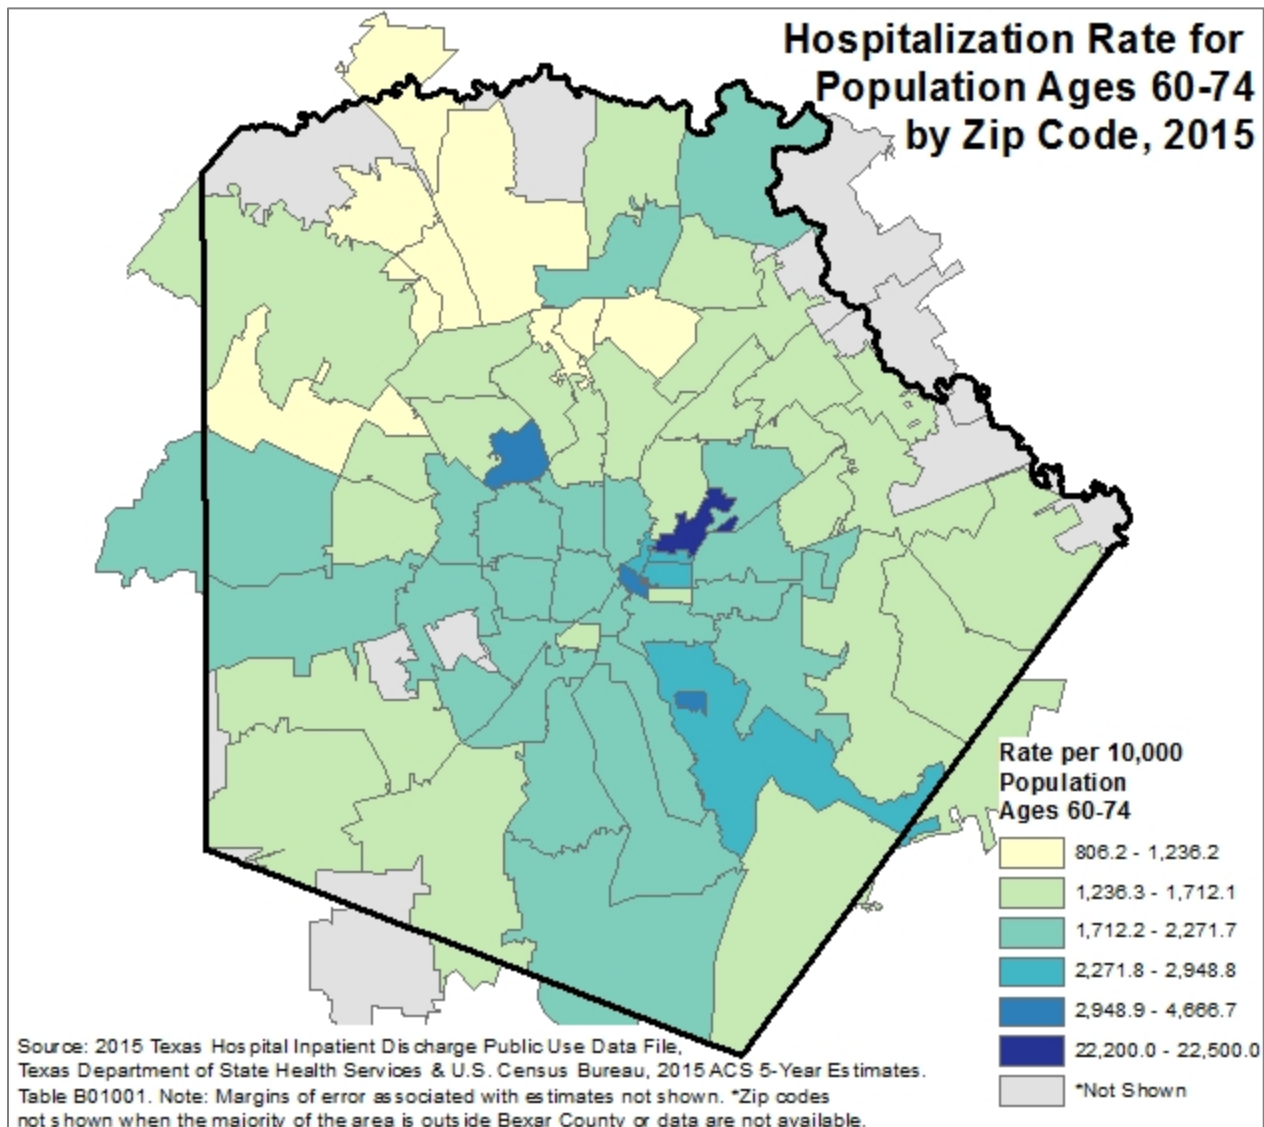 Hospitalization Rate for
Population Ages 60-74
by Zip Code, 2015
Rate per 10,000
Population
Ages 60-74
806.2 - 1,236.2
1,236.3 - 1,712.1
1,712.2 - 2,271.7
2,271.8 - 2,948.8
2,948.9 - 4,666.7
22,200.0 - 22,500.0
*Not Shown
Source: 2015 Texas Hospital Inpatient Discharge Public Use Data File,
Texas Department of State Health Services & U.S. Census Bureau, 2015 ACS 5-Year Estimates.
Table B01001. Note: Margins of error associated with estimates not shown. *Zip codes
not shown when the majority of the area is outside Bexar County or data are not available.